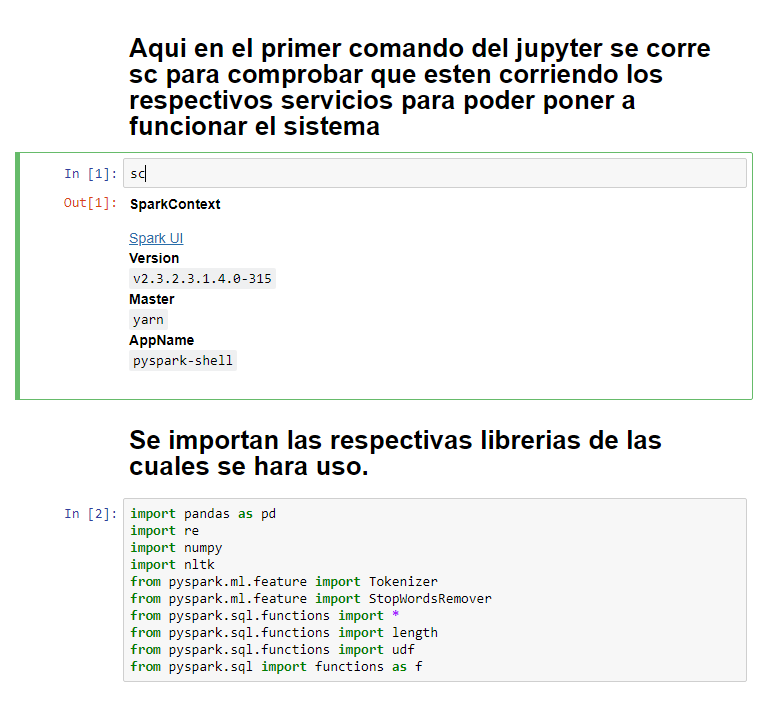 Aqui en el primer comando del jupyter se corre
sc para comprobar que esten corriendo los
respectivos servicios para poder poner a
funcionar el sistema
In [1]: sc
Out[1]: SparkContext
Spark UI
Version
v2.3.2.3.1.4.0-315
Master
yarn
AppName
pyspark-shell
Se importan las respectivas librerias de las
cuales se hara uso.
In [2]: import pandas as pd
import re
import numpy
import nltk
from pyspark.ml.feature import Tokenizer
from pyspark.ml.feature import StopWordsRemover
from pyspark.sql.functions import *
from pyspark.sql.functions import length
from pyspark.sql.functions import udf
from pyspark.sql import functions as f